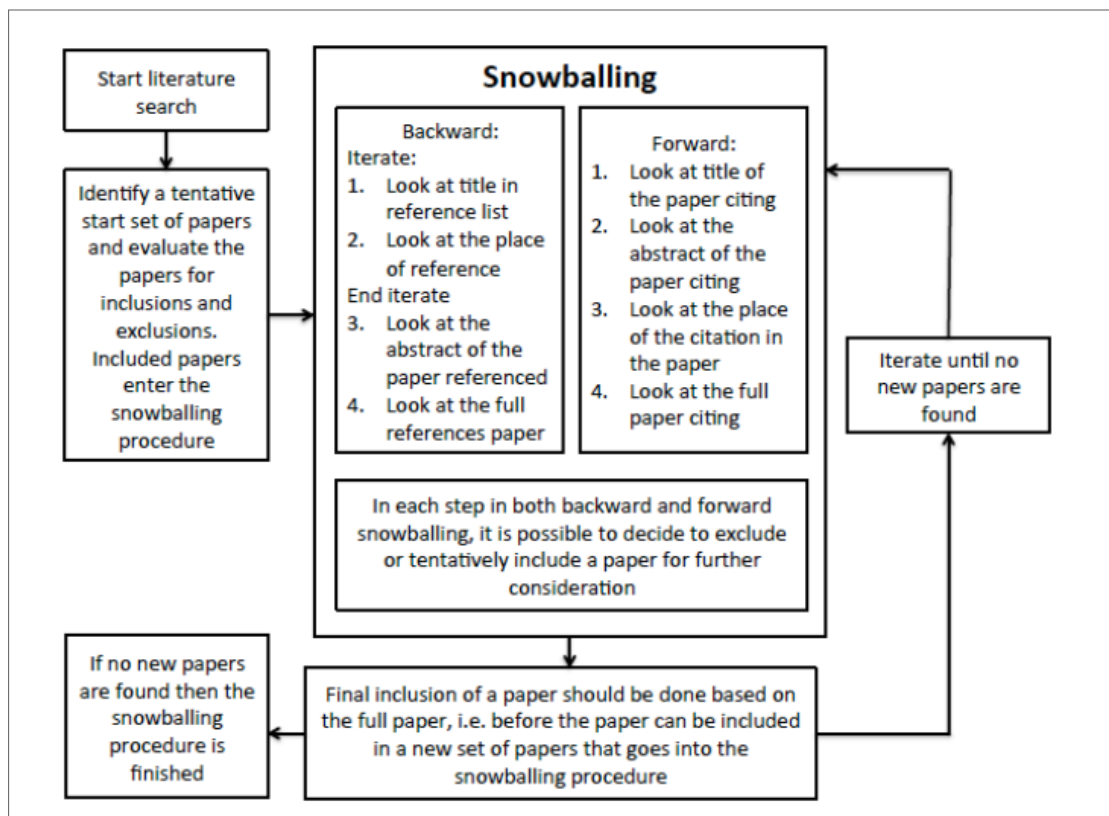 Start literature
search
Identify a tentative
start set of papers
and evaluate the
papers for
inclusions and
exclusions.
Included papers
enter the
snowballing
procedure
Snowballing
Backward:
Iterate:
1. Look at title in
reference list
2. Look at the place
of reference
End iterate
3. Look at the
abstract of the
paper referenced
4. Look at the full
references paper
Forward:
1. Look at title of
the paper citing
2. Look at the
abstract of the
paper citing
3. Look at the place
of the citation in
the paper
4. Look at the full
paper citing
In each step in both backward and forward
snowballing, it is possible to decide to exclude
or tentatively include a paper for further
consideration
Iterate until no
new papers are
found
Final inclusion of a paper should be done based on
the full paper, i.e. before the paper can be included
in a new set of papers that goes into the
snowballing procedure
If no new papers
are found then the
snowballing
procedure is
finished